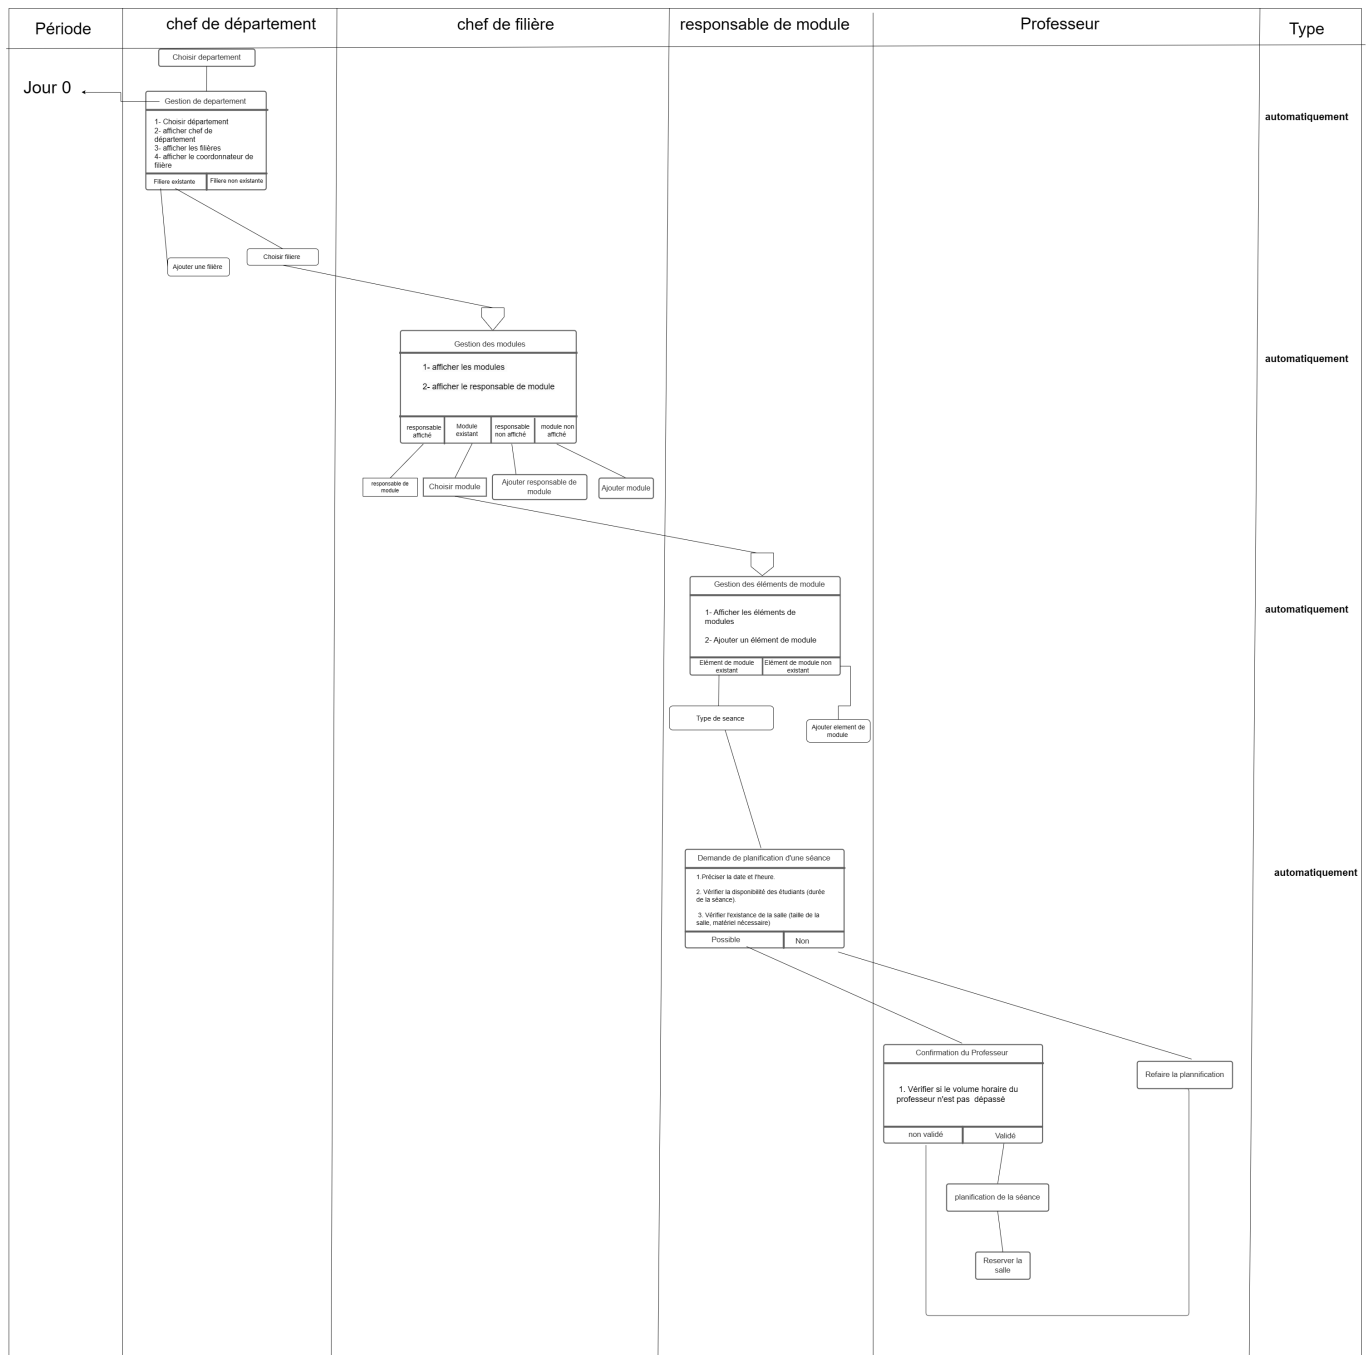 Période
chef de département
chef de filière
responsable de module
Professeur
Type
Choisir departement
Jour 0
Gestion de departement
1- Choisir département
2- afficher chef de
département
3- afficher les filières
4- afficher le coordonnateur de
filière
Filiere existante
Filiere non existante
automatiquement
Ajouter une filière
Choisir filiere
Gestion des modules
1- afficher les modules
2- afficher le responsable de module
responsable
affiché
Module
existant
responsable
non affiché
module non
affiché
automatiquement
responsable de
module
Choisir module
Ajouter responsable de
module
Ajouter module
Gestion des éléments de module
1- Afficher les éléments de
modules
2- Ajouter un élément de module
Elément de module
existant
Elément de module non
existant
automatiquement
Type de seance
Ajouter element de
module
Demande de planification d'une séance
1.Préciser la date et l'heure.
2. Vérifier la disponibilité des étudiants (durée
de la séance).
3. Vérifier l'existance de la salle (taille de la
salle, matériel nécessaire)
Possible
Non
automatiquement
Confirmation du Professeur
1. Vérifier si le volume horaire du
professeur n'est pas dépassé
non validé
Validé
Refaire la plannification
planification de la séance
Reserver la
salle